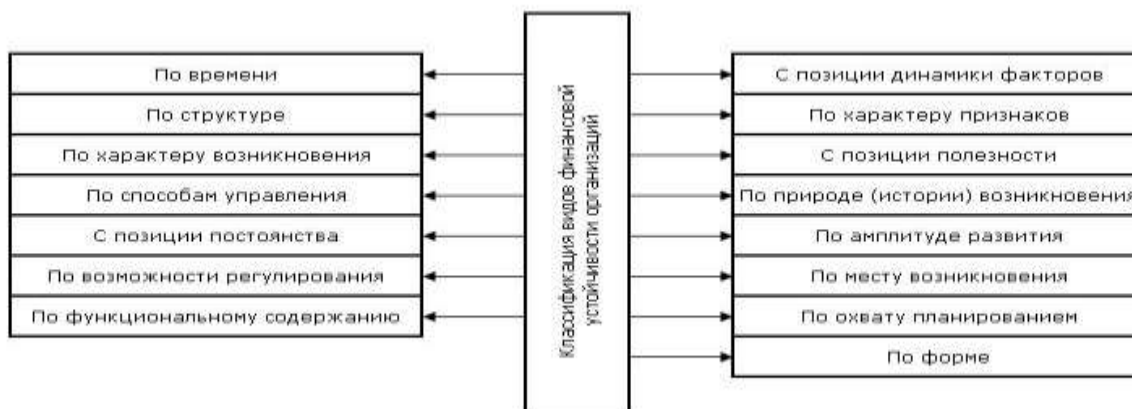 По времени
По структуре
По характеру возникновения
По способам управления
С позиции постоянства
По возможности регулирования
По функциональному содержанию
Классификация видов финансовой
устойчивости организаций
С позиции динамики факторов
По характеру признаков
С позиции полезности
По природе (истории) возникновения
По амплитуде развития
По месту возникновения
По охвату планированием
По форме